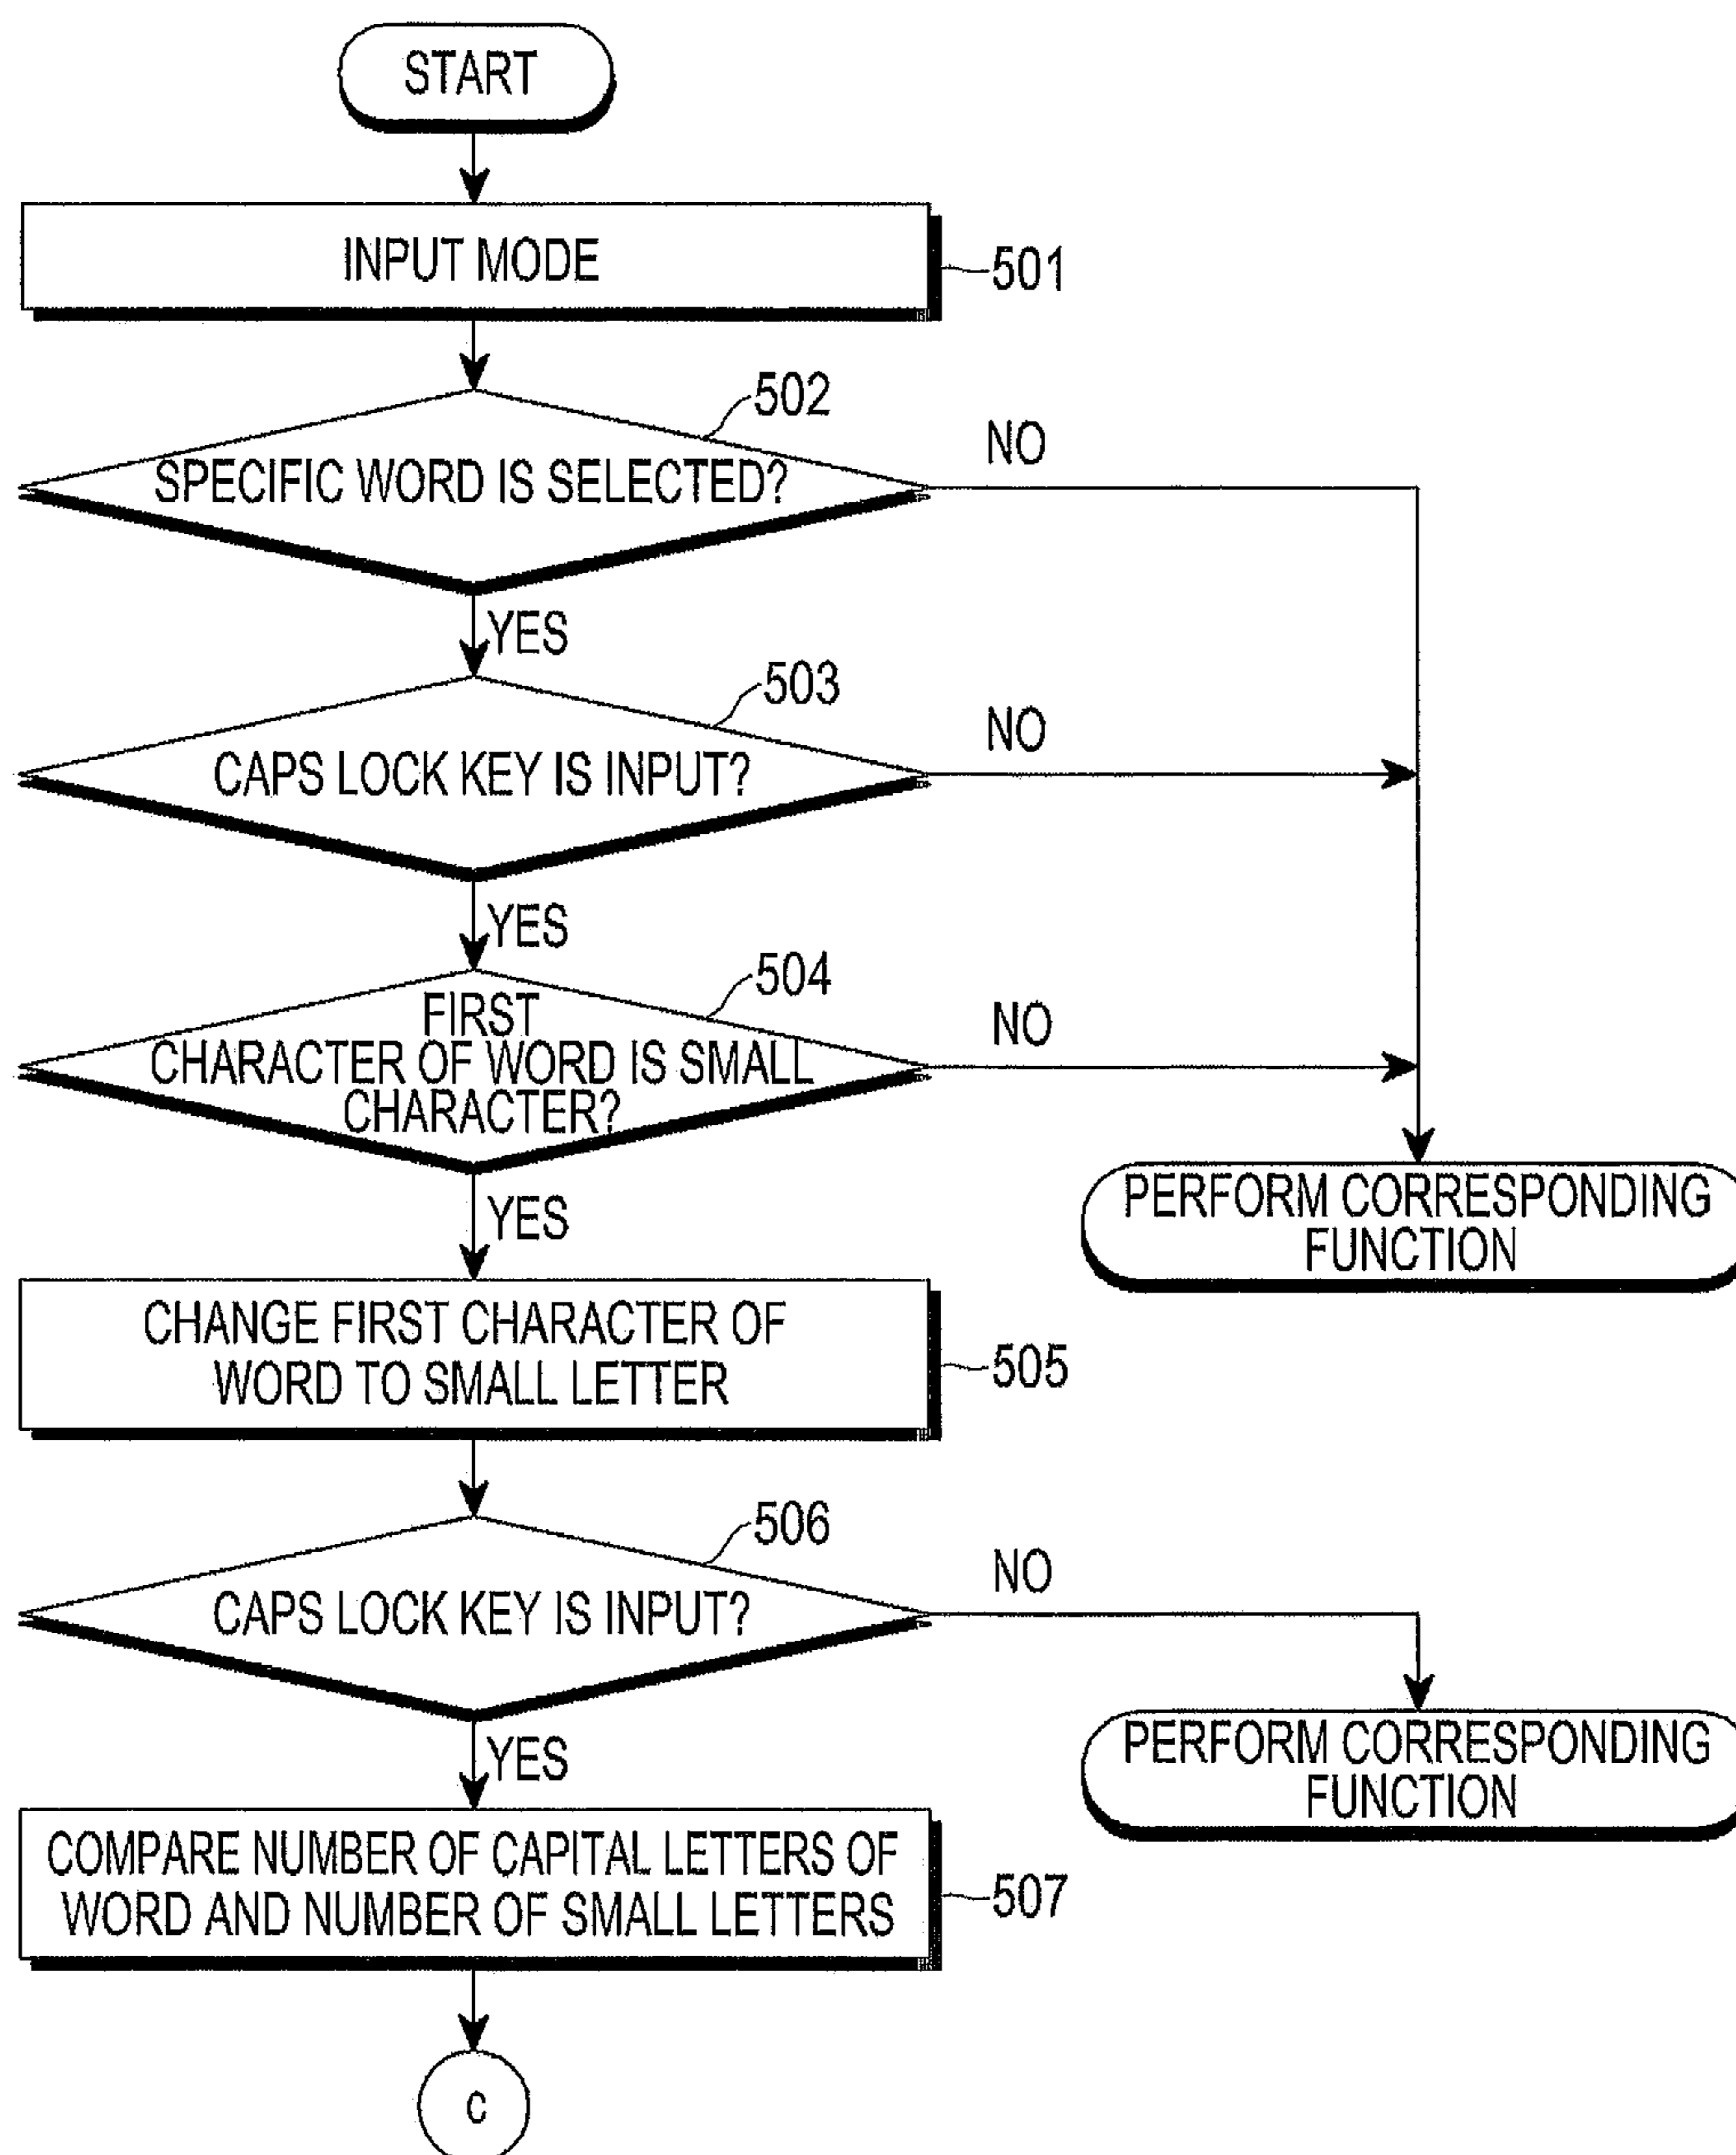 START
INPUT MODE
501
502
SPECIFIC WORD IS SELECTED?
NO
YES
503
CAPS LOCK KEY IS INPUT?
NO
YES
504
FIRST
CHARACTER OF WORD IS SMALL
CHARACTER?
NO
YES
PERFORM CORRESPONDING
FUNCTION
CHANGE FIRST CHARACTER OF
WORD TO SMALL LETTER
505
506
CAPS LOCK KEY IS INPUT?
NO
YES
PERFORM CORRESPONDING
FUNCTION
COMPARE NUMBER OF CAPITAL LETTERS OF
WORD AND NUMBER OF SMALL LETTERS
507
c